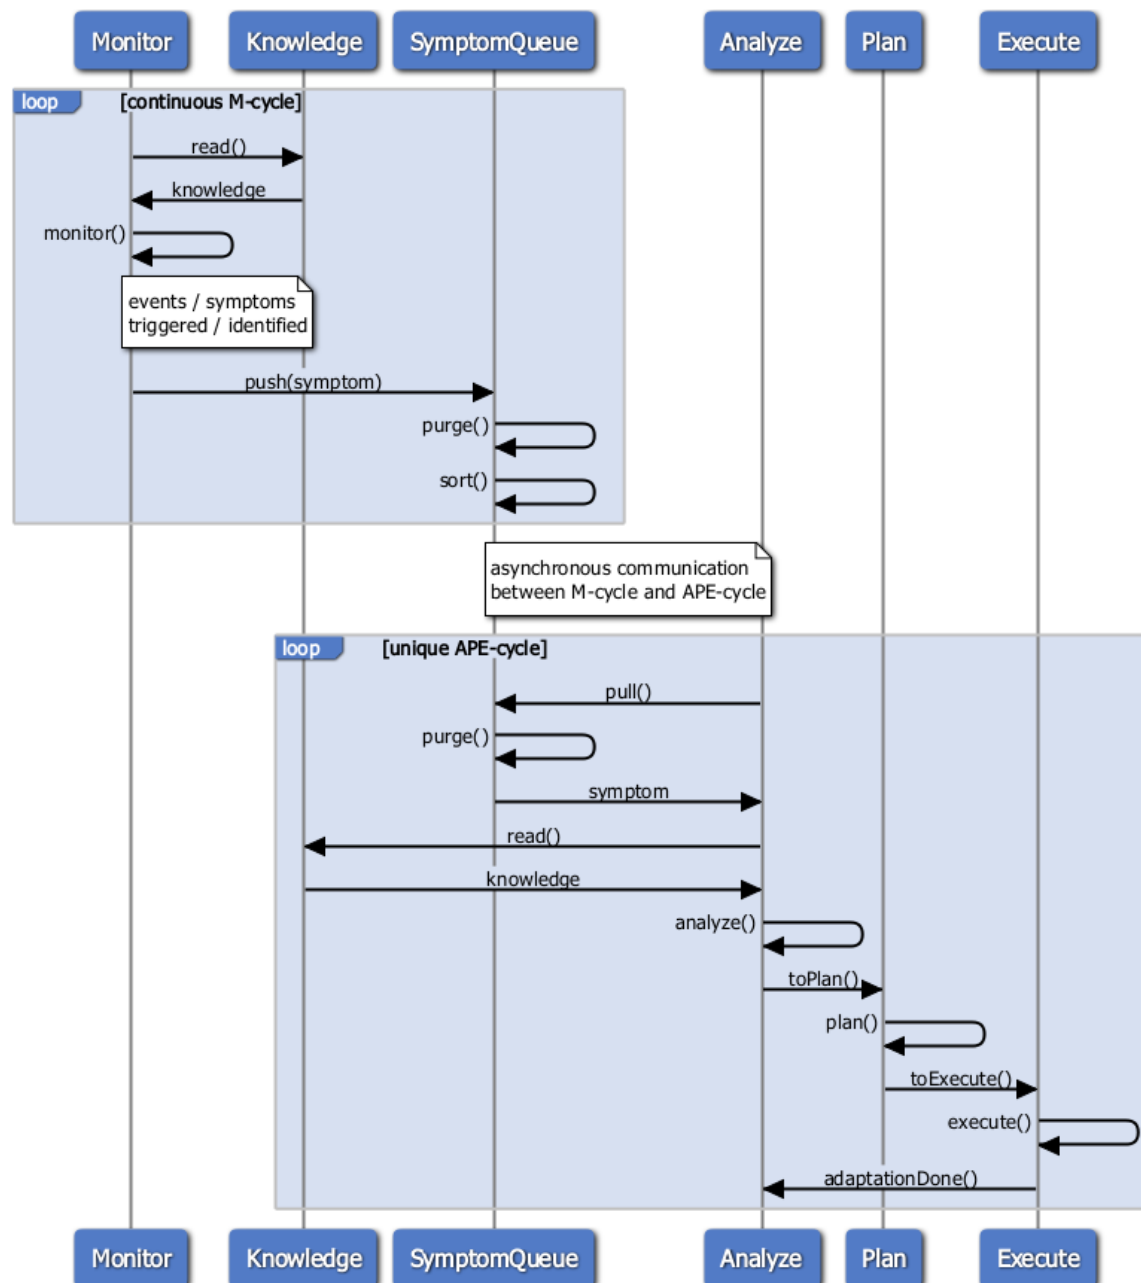 Monitor
Knowledge
SymptomQueue
Analyze
Plan
Execute
loop
[continuous M-cycle]
read()
knowledge
monitor()
events / symptoms
triggered / identified
push(symptom)
purge()
sort()
asynchronous communication
between M-cycle and APE-cycle
loop
[unique APE-cycle]
pull()
purge()
symptom
read()
knowledge
analyze()
toPlan()
plan()
toExecute()
execute()
adaptationDone()
Monitor
Knowledge
SymptomQueue
Analyze
Plan
Execute